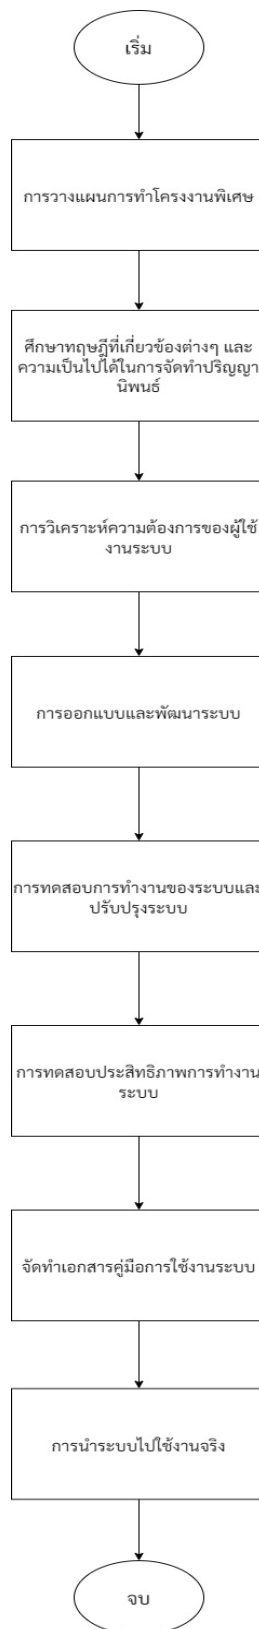 เริ่ม
การวางแผนการทำโครงงานพิเศษ
ศึกษาทฤษฎีที่เกี่ยวข้องต่างๆ และ
ความเป็นไปได้ในการจัดทำปริญญา
นิพนธ์
การวิเคราะห์ความต้องการของผู้ใช้
งานระบบ
การออกแบบและพัฒนาระบบ
การทดสอบการทำงานของระบบและ
ปรับปรุงระบบ
การทดสอบประสิทธิภาพการทำงาน
ระบบ
จัดทำเอกสารคู่มือการใช้งานระบบ
การนำระบบไปใช้งานจริง
จบ